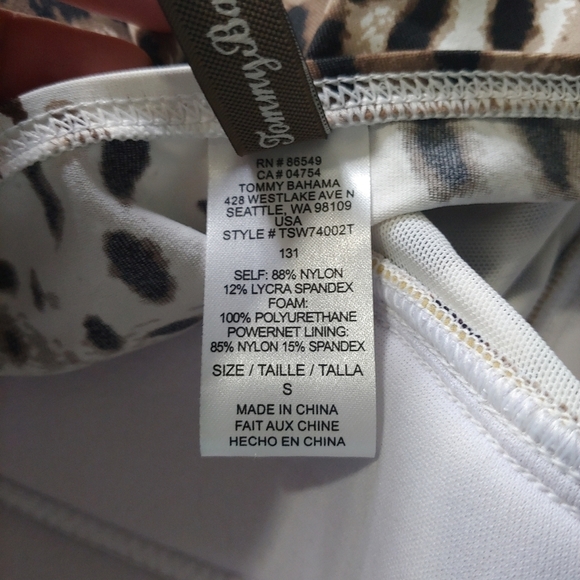 Tommy Ba
RN # 86549
CA # 04754
TOMMY BAHAMA
428 WESTLAKE AVE N
SEATTLE, WA 98109
USA
STYLE # TSW74002T
131
SELF: 88% NYLON
12% LYCRA SPANDEX
FOAM:
100% POLYURETHANE
POWERNET LINING:
85% NYLON 15% SPANDEX
SIZE / TAILLE / TALLA
S
MADE IN CHINA
FAIT AUX CHINE
HECHO EN CHINA